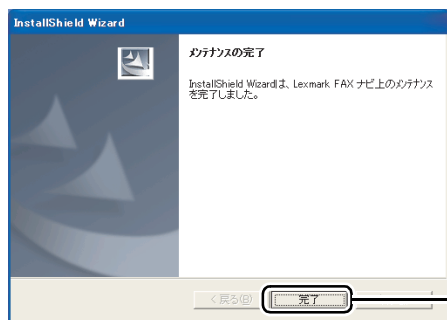 InstallShield Wizard
メンテナンスの完了
InstallShield Wizardは、Lexmark FAX ナビ上のメンテナンス
を完了しました。
< 戻る(B)
完了